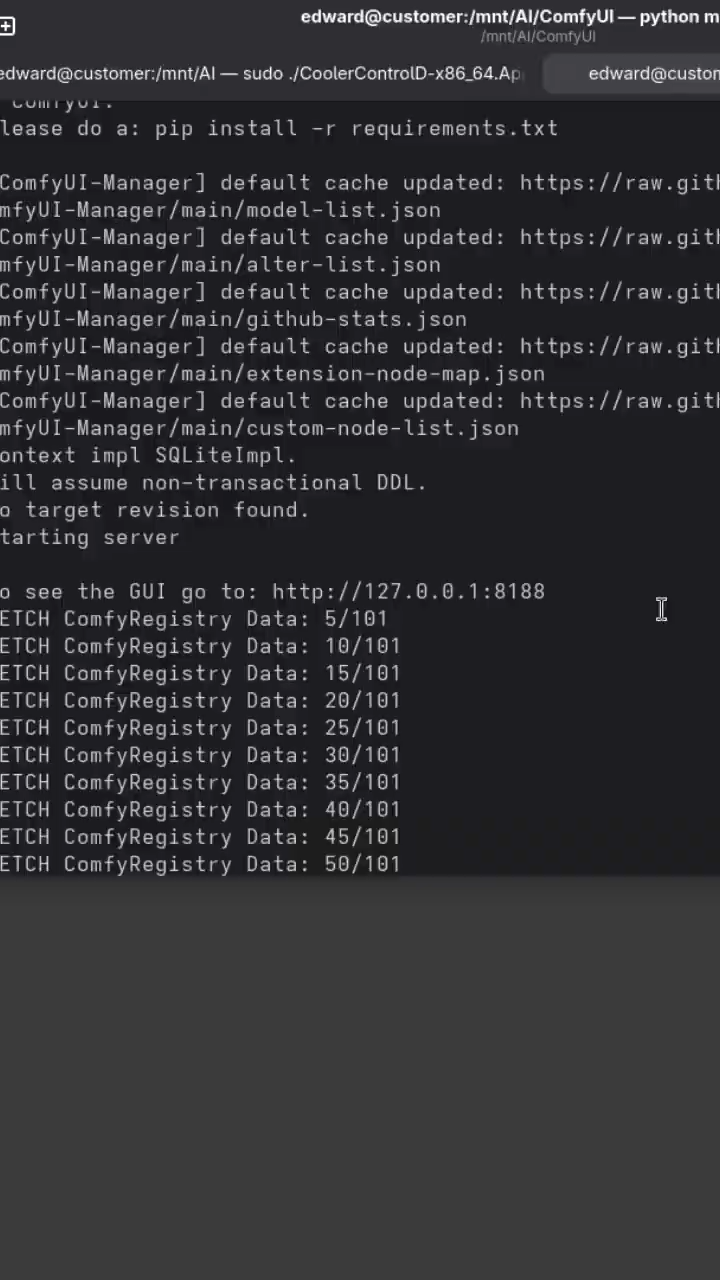 edward@customer:/mnt/AI/ComfyUI — python m
/mnt/AI/ComfyUI
edward@customer:/mnt/AI — sudo ./CoolerControlD-x86_64.Ap
edward@custom
ComfyUI.
lease do a: pip install -r requirements.txt
ComfyUI-Manager] default cache updated: https://raw.gith
mfyUI-Manager/main/model-list.json
ComfyUI-Manager] default cache updated: https://raw.gith
mfyUI-Manager/main/alter-list.json
ComfyUI-Manager] default cache updated: https://raw.gith
mfyUI-Manager/main/github-stats.json
ComfyUI-Manager] default cache updated: https://raw.gith
mfyUI-Manager/main/extension-node-map.json
ComfyUI-Manager] default cache updated: https://raw.gith
mfyUI-Manager/main/custom-node-list.json
ontext impl SQLiteImpl.
ill assume non-transactional DDL.
o target revision found.
tarting server
o see the GUI go to: http://127.0.0.1:8188
ETCH ComfyRegistry Data: 5/101
ETCH ComfyRegistry Data: 10/101
ETCH ComfyRegistry Data: 15/101
ETCH ComfyRegistry Data: 20/101
ETCH ComfyRegistry Data: 25/101
ETCH ComfyRegistry Data: 30/101
ETCH ComfyRegistry Data: 35/101
ETCH ComfyRegistry Data: 40/101
ETCH ComfyRegistry Data: 45/101
ETCH ComfyRegistry Data: 50/101